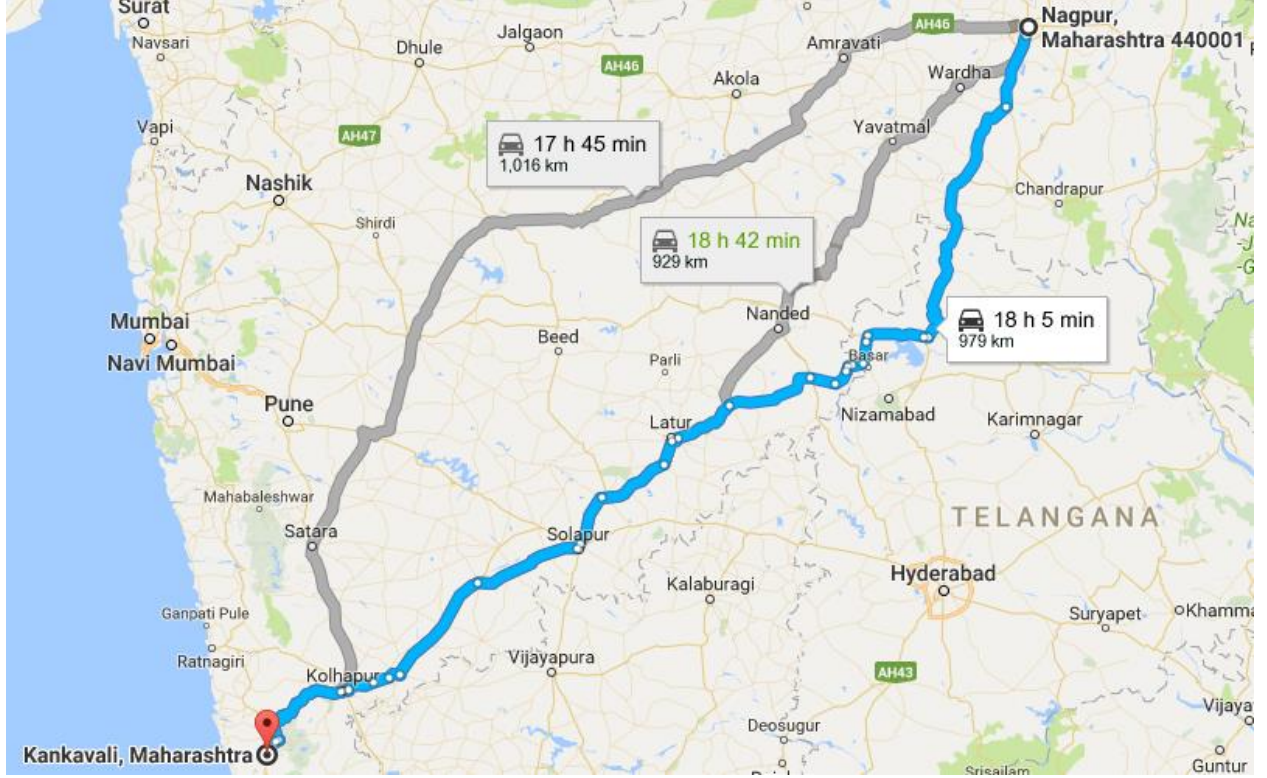 Surat
Navsari
Dhule
Jalgaon
AH46
Amravati
AH46
Nagpur,
Maharashtra 440001
Akola
Wardha
Vapi
AH47
17 h 45 min
1,016 km
Yavatmal
Nashik
Chandrapur
Shirdi
18 h 42 min
929 km
Mumbai
Navi Mumbai
Beed
Nanded
18 h 5 min
979 km
Parli
Basar
Pune
Nizamabad
Karimnagar
Latur
Mahabaleshwar
Satara
Solapur
TELANGANA
Kalaburagi
Hyderabad
Ganpati Pule
Suryapet
Khamma
Ratnagiri
Kolhapur
Vijayapura
AH43
Vijaya
Deosugur
Kankavali, Maharashtra
Srisailam
Guntur